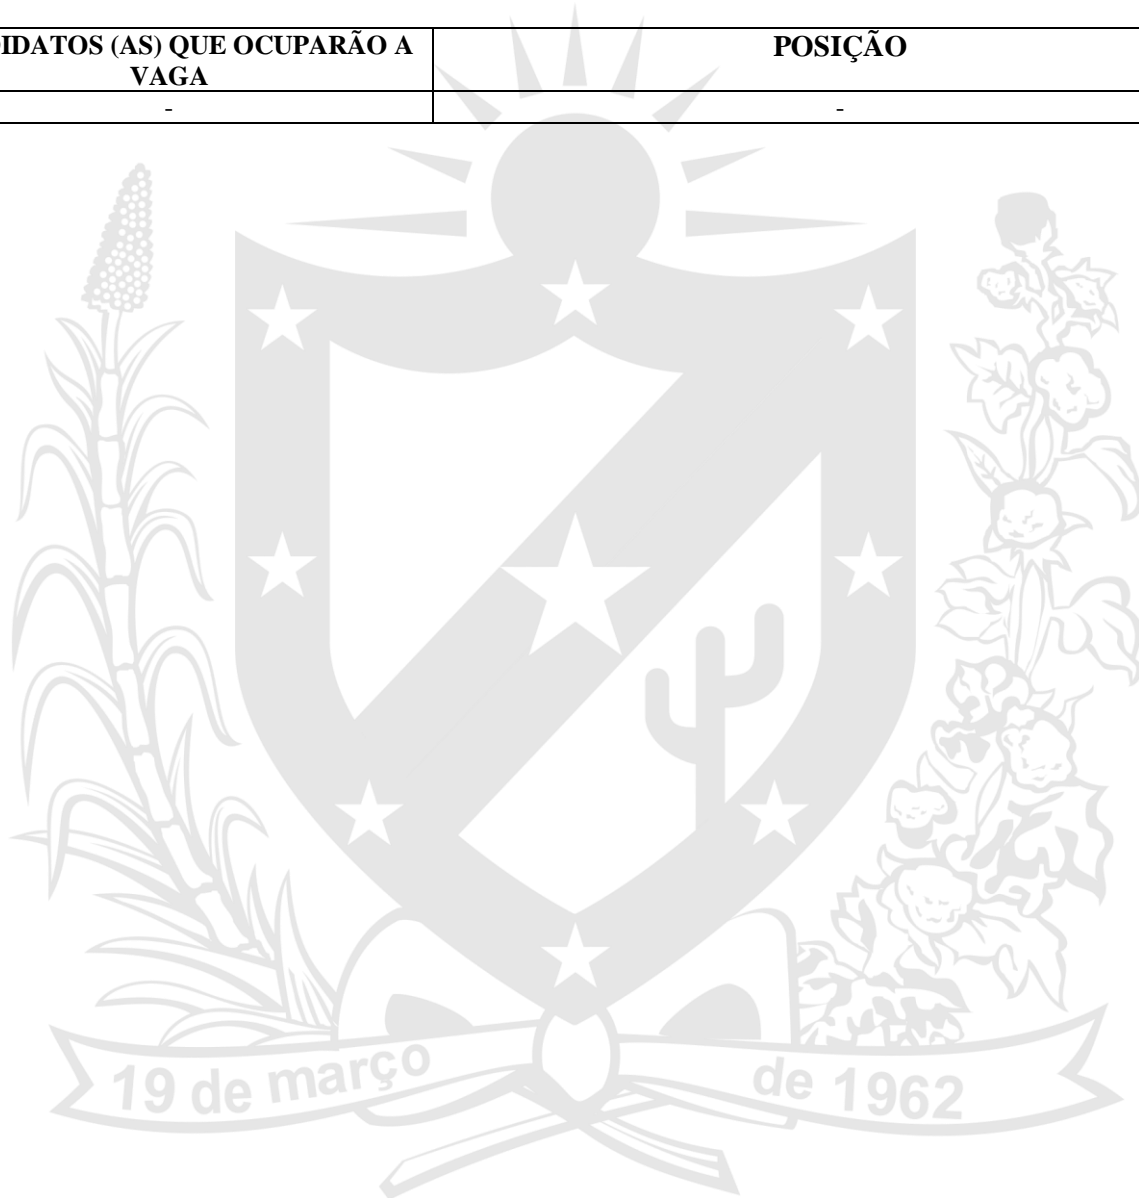 IDATOS (AS) QUE OCUPARÃO A
VAGA
POSIÇÃO
-
-
19 de março
de 1962